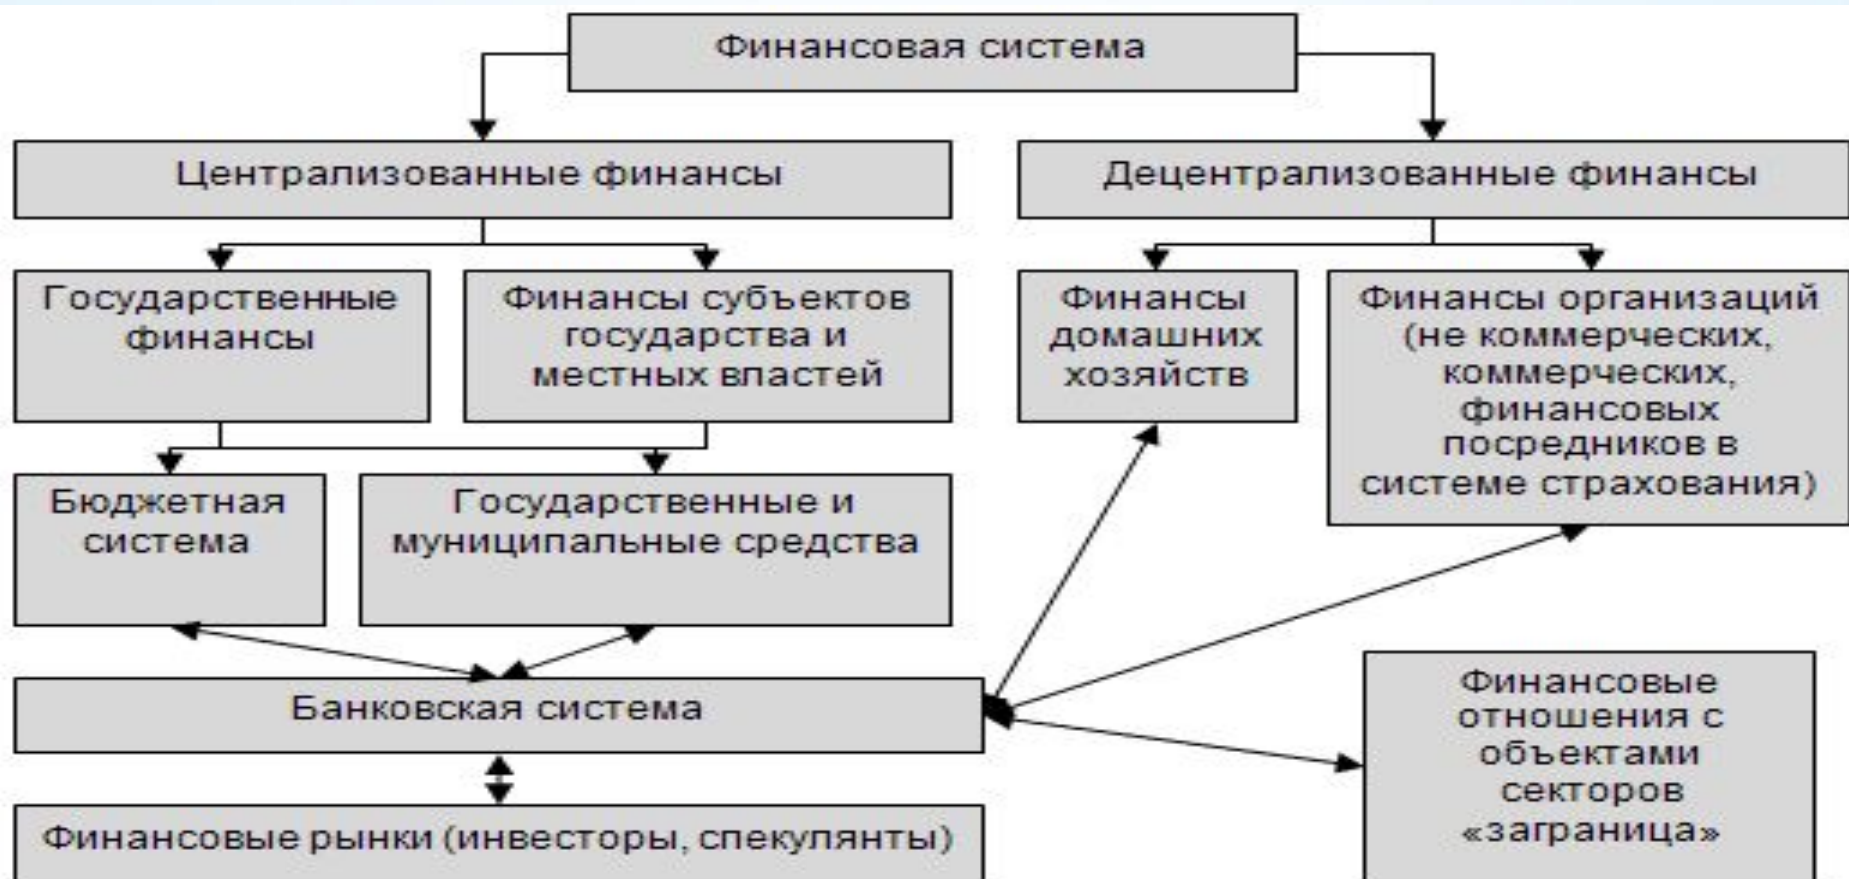 Финансовая система
Централизованные финансы
Децентрализованные финансы
Государственные
финансы
Финансы субъектов
государства и
местных властей
Финансы
домашних
хозяйств
Финансы организаций
(не коммерческих,
коммерческих,
финансовых
посредников в
системе страхования)
Бюджетная
система
Государственные и
муниципальные средства
Банковская система
Финансовые
отношения с
объектами
секторов
«заграница»
Финансовые рынки (инвесторы, спекулянты)